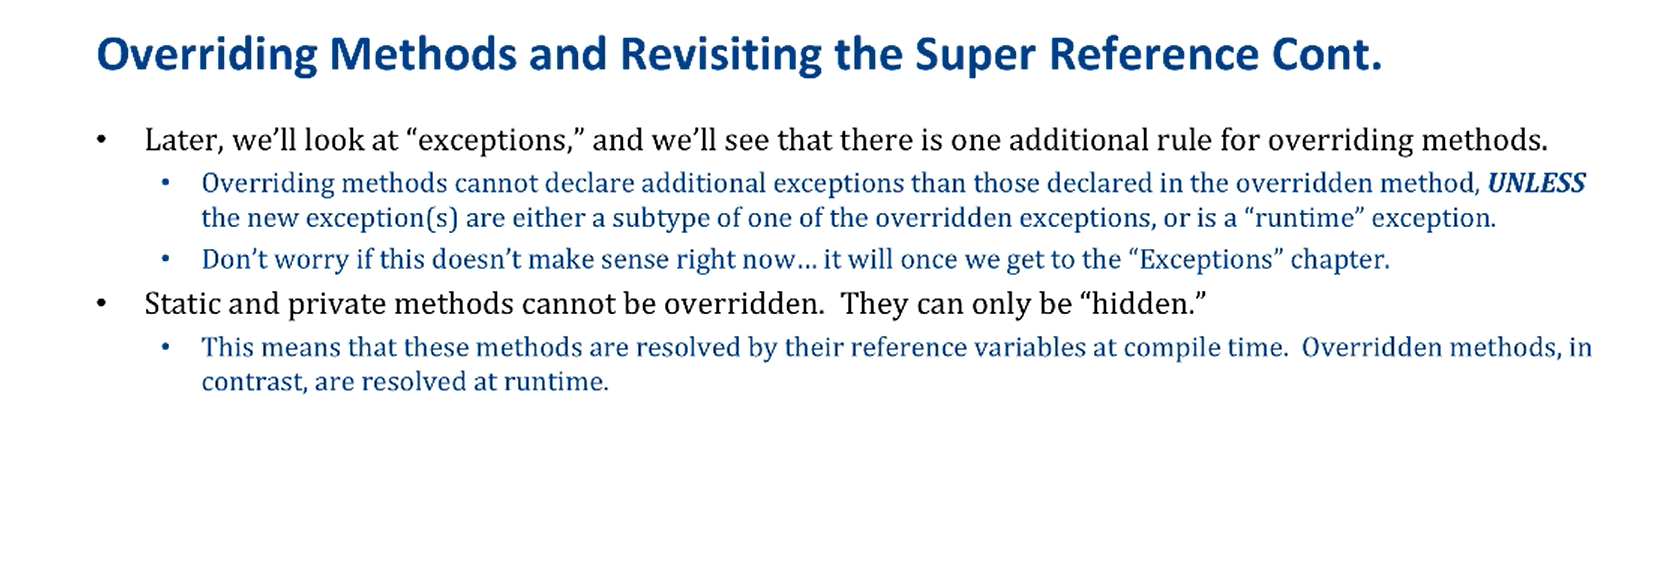 Overriding Methods and Revisiting the Super Reference Cont.
• Later, we’ll look at “exceptions,” and we’ll see that there is one additional rule for overriding methods.
• Overriding methods cannot declare additional exceptions than those declared in the overridden method, UNLESS
the new exception(s) are either a subtype of one of the overridden exceptions, or is a “runtime” exception.
• Don’t worry if this doesn’t make sense right now... it will once we get to the “Exceptions” chapter.
• Static and private methods cannot be overridden.  They can only be “hidden.”
• This means that these methods are resolved by their reference variables at compile time.  Overridden methods, in
contrast, are resolved at runtime.